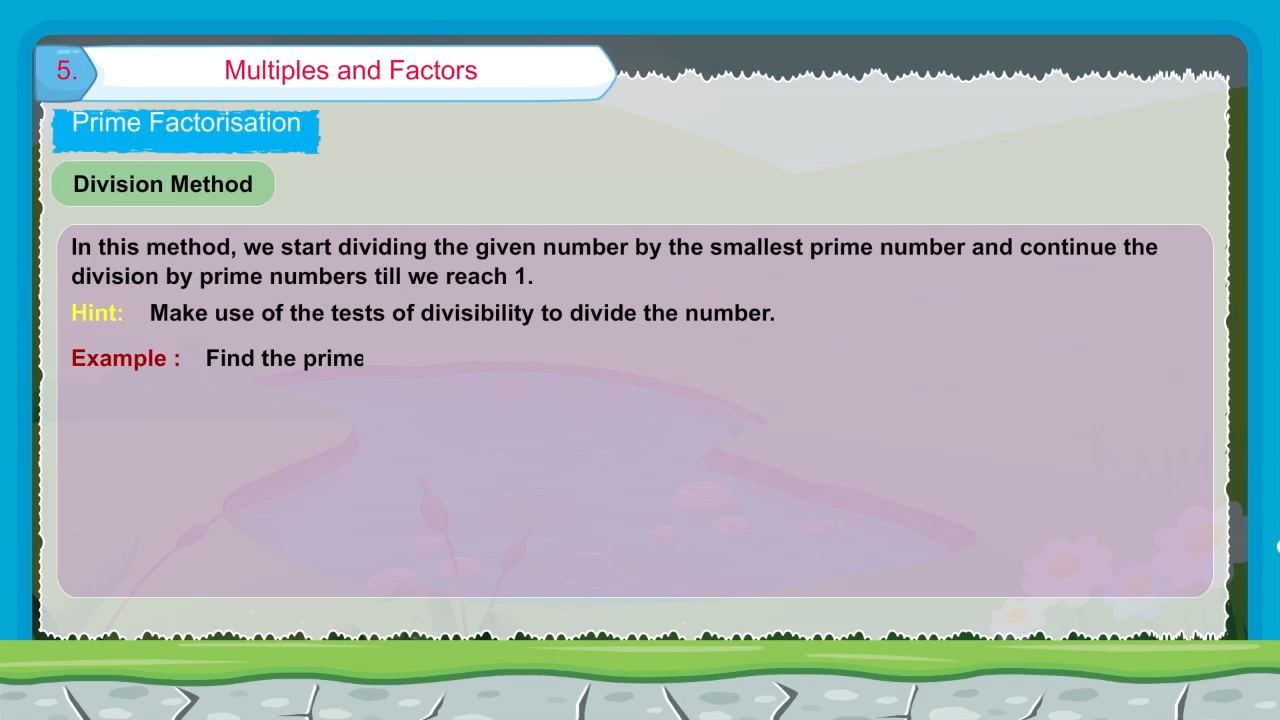 5.
Multiples and Factors
Prime Factorisation
Division Method
In this method, we start dividing the given number by the smallest prime number and continue the
division by prime numbers till we reach 1.
Hint: Make use of the tests of divisibility to divide the number.
Example : Find the prime